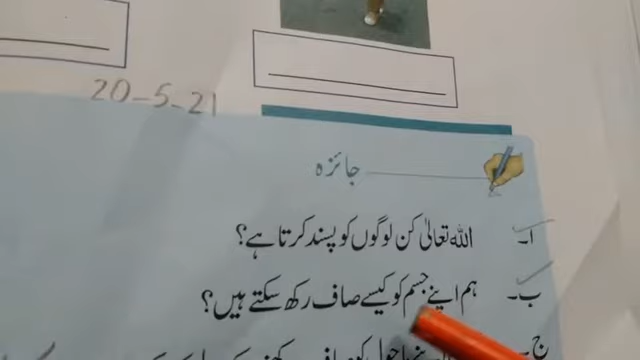 20-5-21
جائزہ
ا۔ اللہ تعالیٰ کن لوگوں کو پسند کرتا ہے؟
ب۔ ہم اپنے جسم کو کیسے صاف رکھ سکتے ہیں؟
ج۔